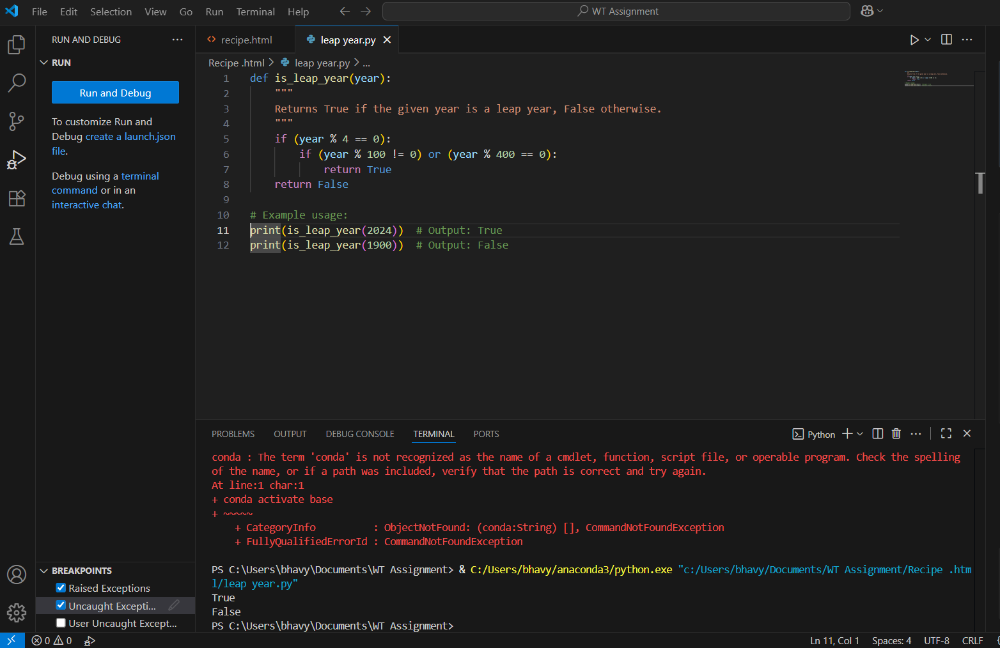 File Edit Selection View Go Run Terminal Help
WT Assignment
RUN AND DEBUG
RUN
Run and Debug
To customize Run and
Debug create a launch.json
file.
Debug using a terminal
command or in an
interactive chat.
recipe.html
leap year.py
Recipe .html > leap year.py > ...
1 def is_leap_year(year):
2 """
3 Returns True if the given year is a leap year, False otherwise.
4 """
5 if (year % 4 == 0):
6 if (year % 100 != 0) or (year % 400 == 0):
7 return True
8 return False
9
10 # Example usage:
11 print(is_leap_year(2024)) # Output: True
12 print(is_leap_year(1900)) # Output: False
PROBLEMS OUTPUT DEBUG CONSOLE TERMINAL PORTS
Python
conda : The term 'conda' is not recognized as the name of a cmdlet, function, script file, or operable program. Check the spelling
of the name, or if a path was included, verify that the path is correct and try again.
At line:1 char:1
+ conda activate base
+ ~~~~~
+ CategoryInfo : ObjectNotFound: (conda:String) [], CommandNotFoundException
+ FullyQualifiedErrorId : CommandNotFoundException
PS C:\Users\bhavy\Documents\WT Assignment> & C:/Users/bhavy/anaconda3/python.exe "c:/Users/bhavy/Documents/WT Assignment/Recipe .htm
l/leap year.py"
True
False
PS C:\Users\bhavy\Documents\WT Assignment>
BREAKPOINTS
Raised Exceptions
Uncaught Excepti...
User Uncaught Except...
0 0
Ln 11, Col 1 Spaces: 4 UTF-8 CRLF {